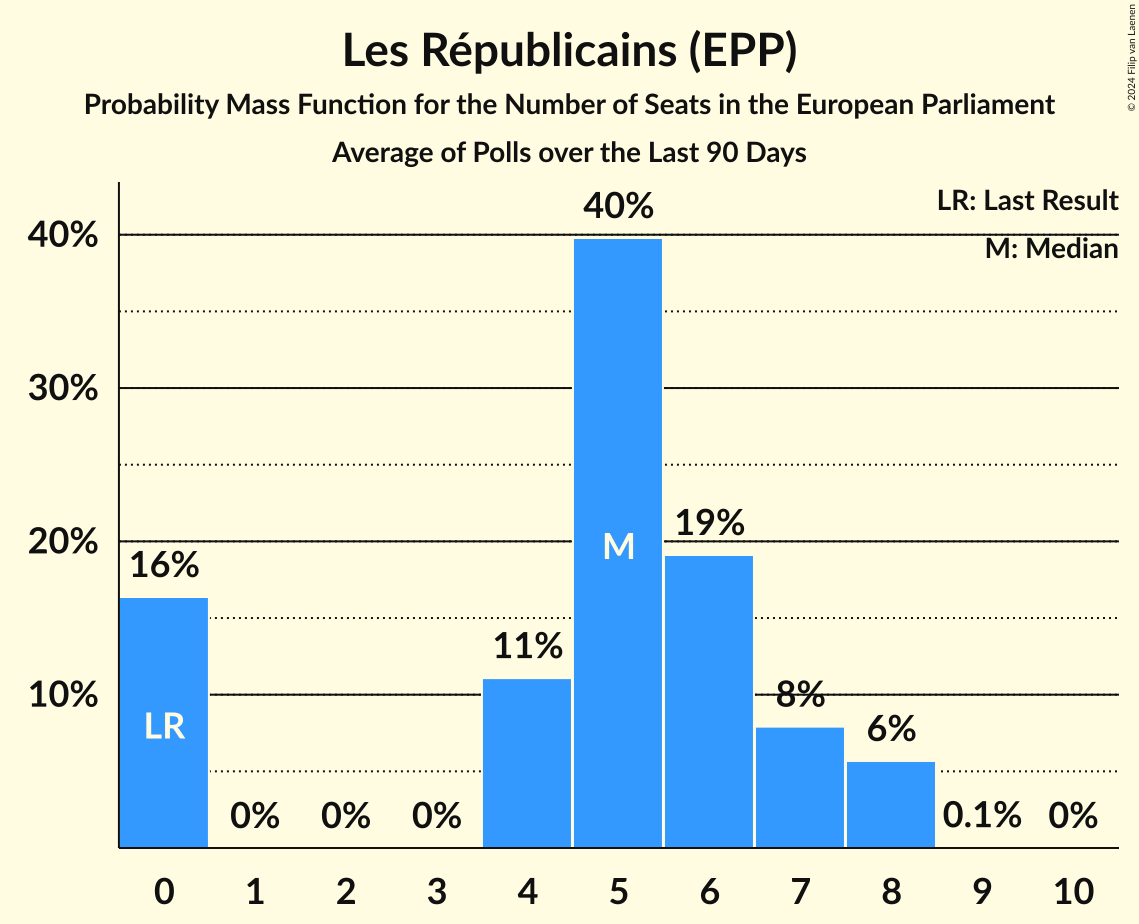 Les Républicains (EPP)
Probability Mass Function for the Number of Seats in the European Parliament
Average of Polls over the Last 90 Days
© 2024 Filip van Laenen
LR: Last Result
M: Median
40%
30%
20%
10%
16%
0%
0%
0%
11%
40%
19%
8%
6%
0.1%
0%
LR
M
0 1 2 3 4 5 6 7 8 9 10